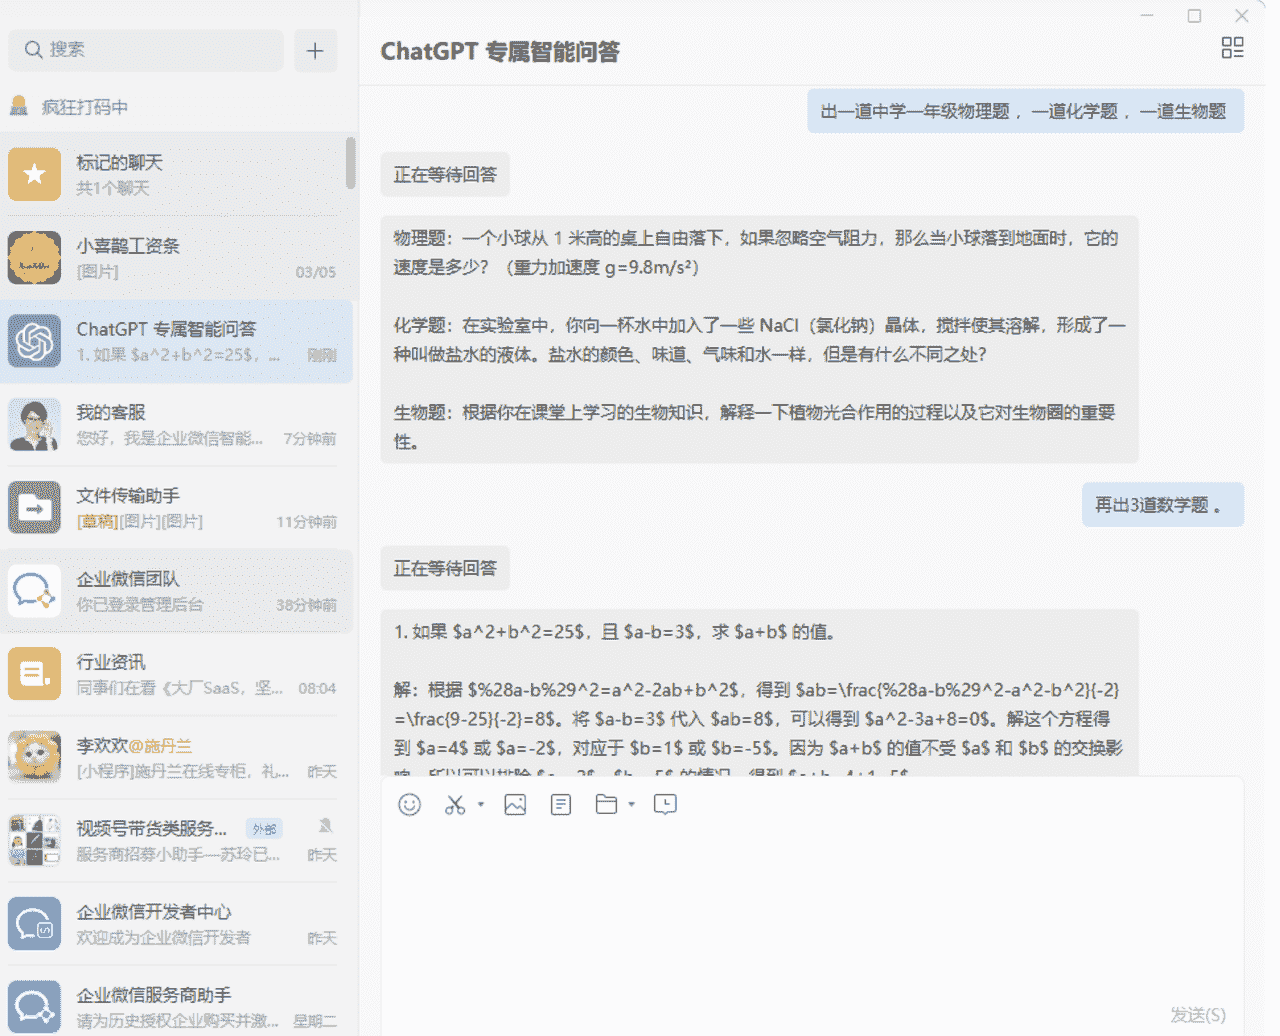 搜索
疯狂打码中
标记的聊天
共1个聊天
小喜鹊工资条
[图片] 03/05
ChatGPT 专属智能问答
1. 如果 $a^2+b^2=25$，... 刚刚
我的客服
您好，我是企业微信智能... 7分钟前
文件传输助手
[草稿][图片][图片] 11分钟前
企业微信团队
你已登录管理后台 38分钟前
行业资讯
同事们在看《大厂SaaS，坚... 08:04
李欢欢@施丹兰
[小程序]施丹兰在线专柜，礼... 昨天
视频号带货类服务... 外部
服务商招募小助手—苏玲已... 昨天
企业微信开发者中心
欢迎成为企业微信开发者 昨天
企业微信服务商助手
请为历史授权企业购买并激... 星期二
ChatGPT 专属智能问答
出一道中学一年级物理题 ，一道化学题 ，一道生物题
正在等待回答
物理题：一个小球从 1 米高的桌上自由落下，如果忽略空气阻力，那么当小球落到地面时，它的
速度是多少？（重力加速度 g=9.8m/s²）
化学题：在实验室中，你向一杯水中加入了一些 NaCl（氯化钠）晶体，搅拌使其溶解，形成了一
种叫做盐水的液体。盐水的颜色、味道、气味和水一样，但是有什么不同之处？
生物题：根据你在课堂上学习的生物知识，解释一下植物光合作用的过程以及它对生物圈的重要
性。
再出3道数学题 。
正在等待回答
1. 如果 $a^2+b^2=25$，且 $a-b=3$，求 $a+b$ 的值。
解：根据 $%28a-b%29^2=a^2-2ab+b^2$，得到 $ab=\frac{%28a-b%29^2-a^2-b^2}{-2}
=\frac{9-25}{-2}=8$。将 $a-b=3$ 代入 $ab=8$，可以得到 $a^2-3a+8=0$。解这个方程得
到 $a=4$ 或 $a=-2$，对应于 $b=1$ 或 $b=-5$。因为 $a+b$ 的值不受 $a$ 和 $b$ 的交换影
发送(S)